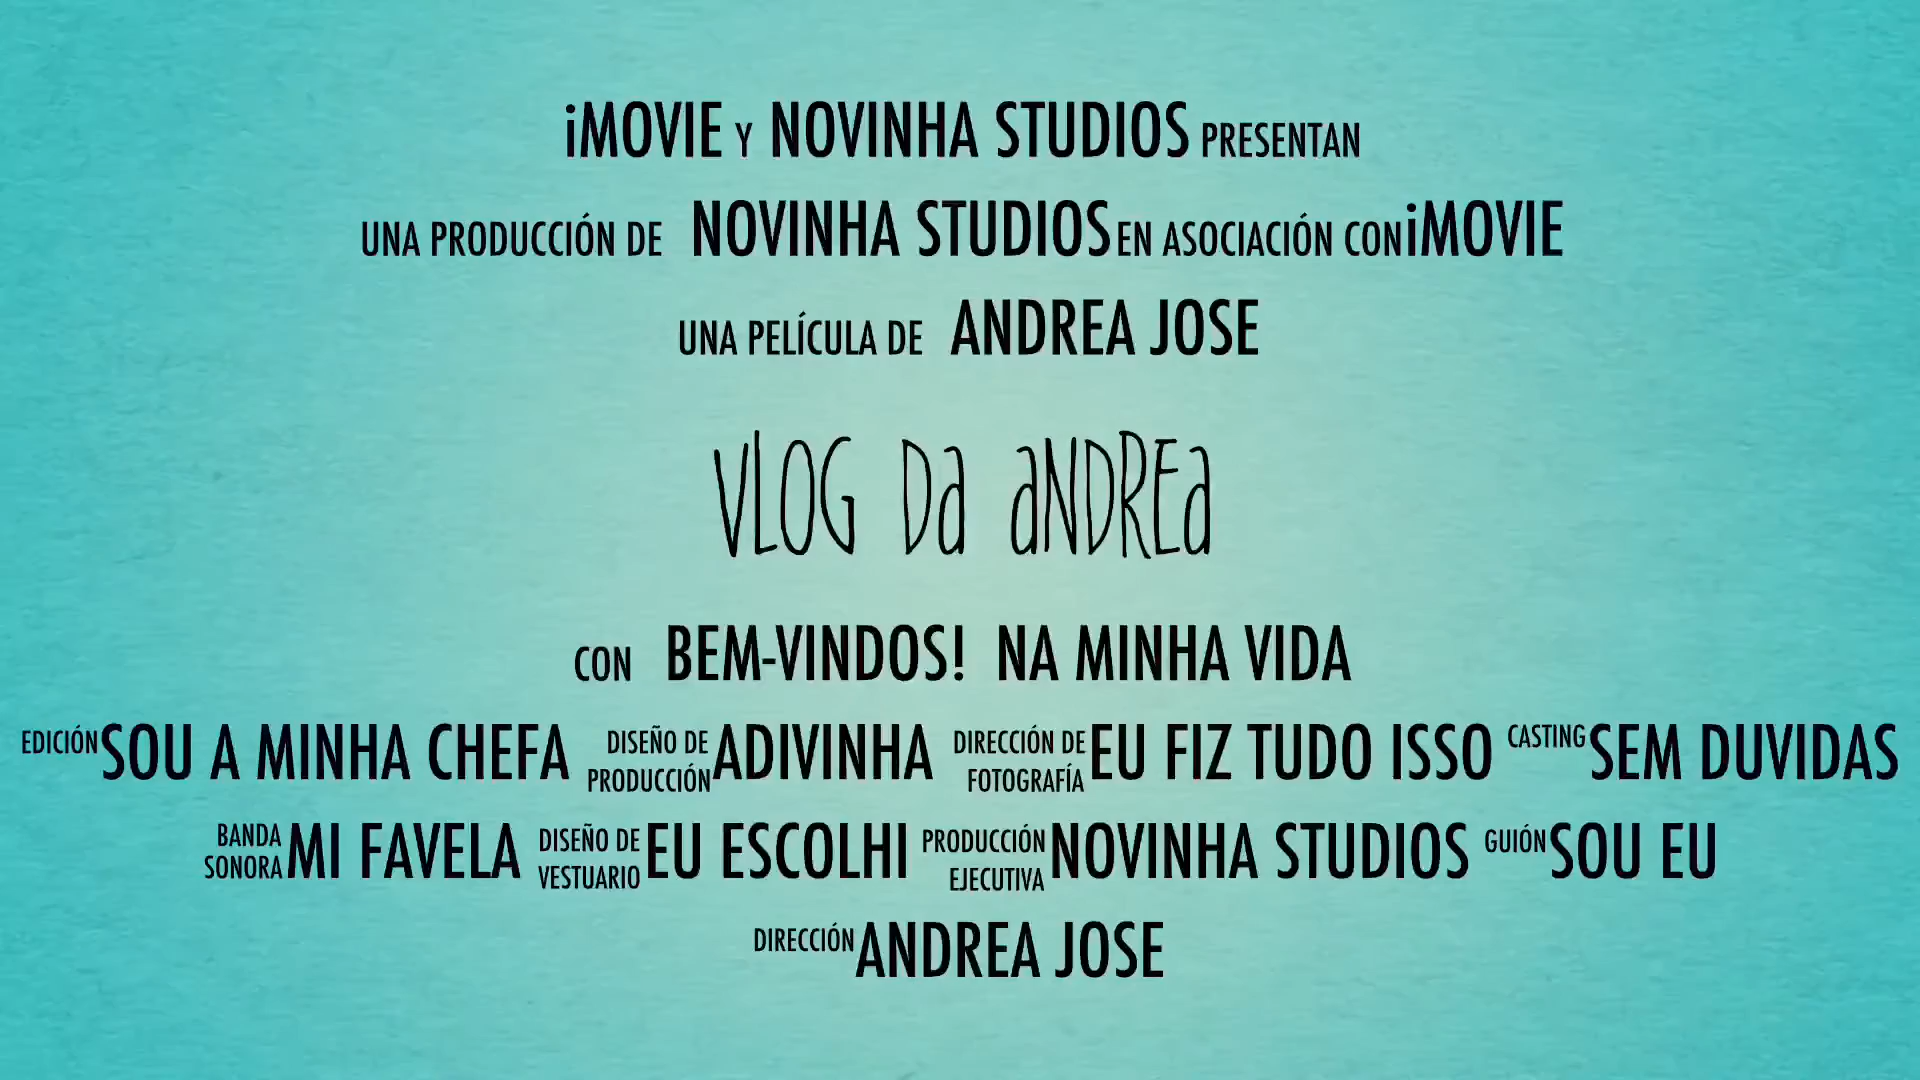 iMOVIE Y NOVINHA STUDIOS PRESENTAN
UNA PRODUCCIÓN DE NOVINHA STUDIOS EN ASOCIACIÓN CON iMOVIE
UNA PELÍCULA DE ANDREA JOSE
VLOG Da aNDREa
CON BEM-VINDOS! NA MINHA VIDA
EDICIÓN SOU A MINHA CHEFA DISEÑO DE PRODUCCIÓN ADIVINHA DIRECCIÓN DE FOTOGRAFÍA EU FIZ TUDO ISSO CASTING SEM DUVIDAS
BANDA SONORA MI FAVELA DISEÑO DE VESTUARIO EU ESCOLHI PRODUCCIÓN EJECUTIVA NOVINHA STUDIOS GUIÓN SOU EU
DIRECCIÓN ANDREA JOSE